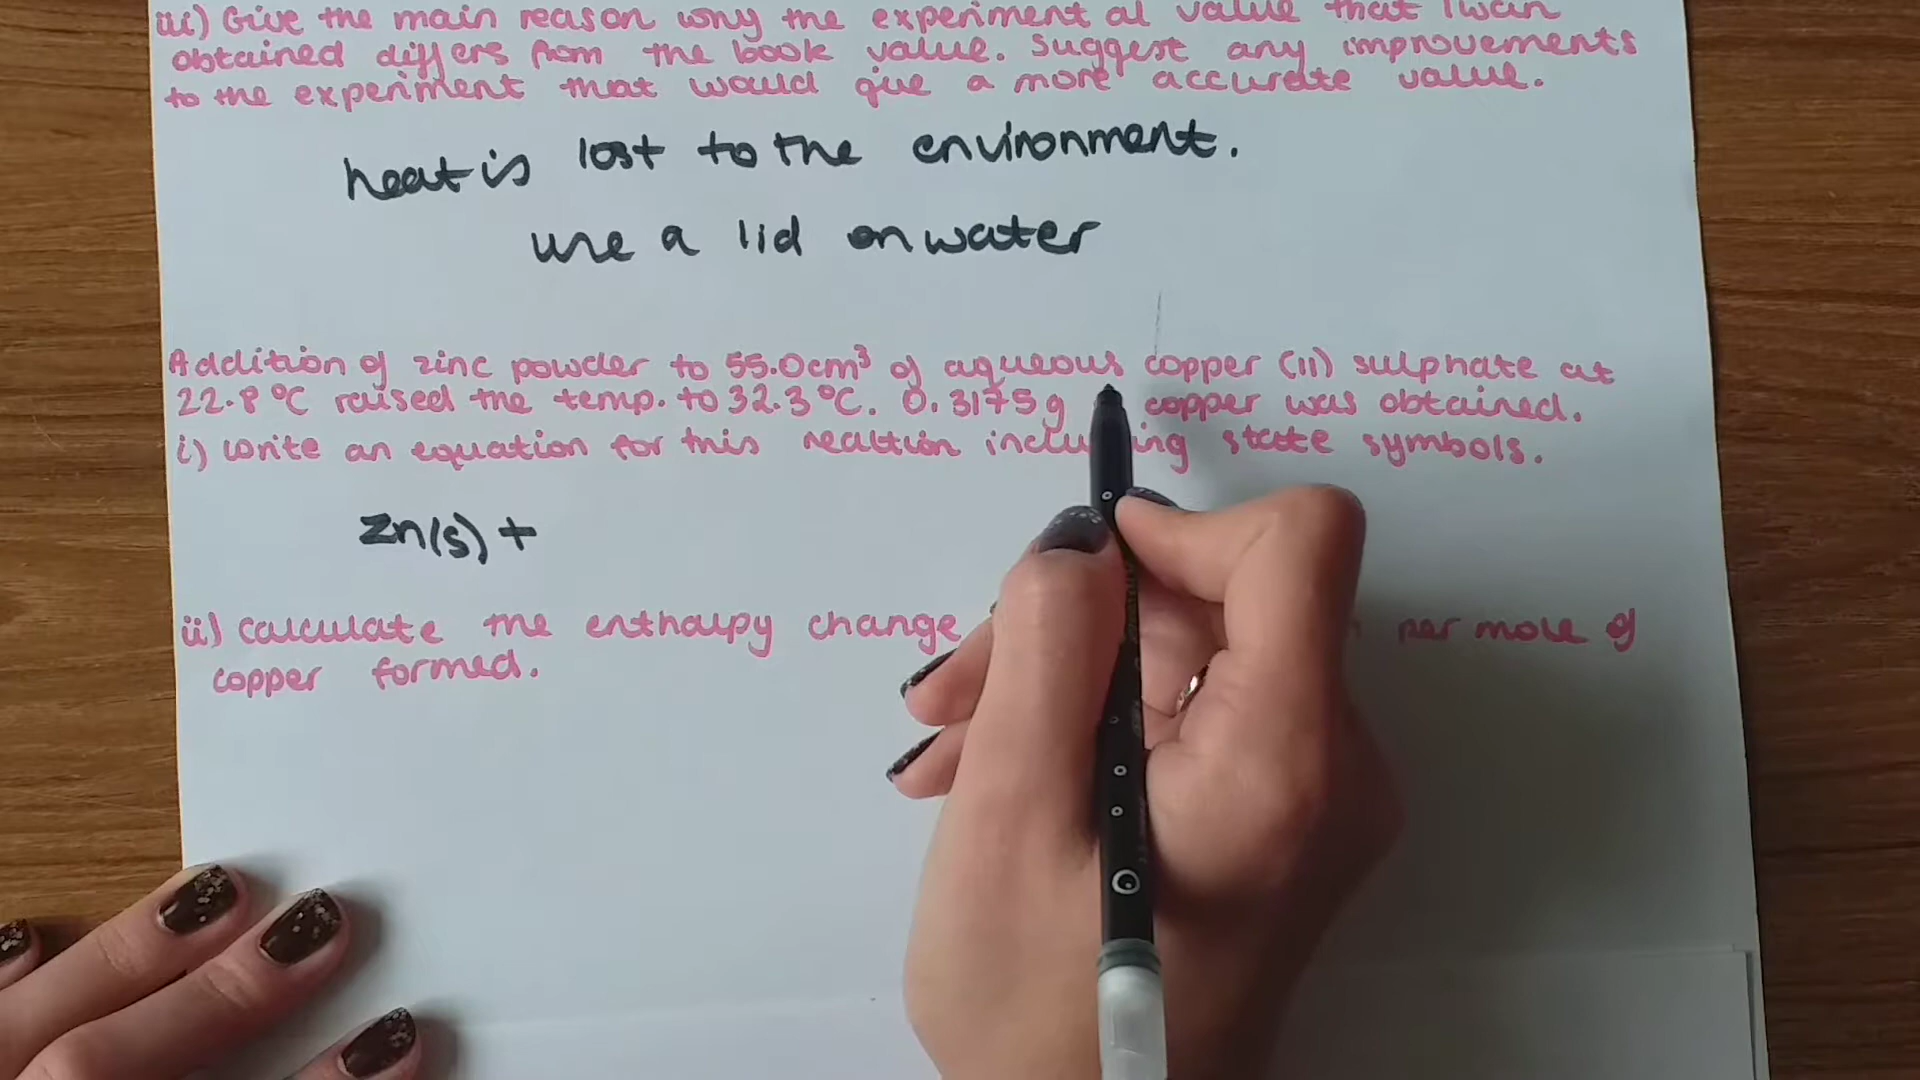 iii) Give the main reason why the experimental value that Iwan
obtained differs from the book value. Suggest any improvements
to the experiment that would give a more accurate value.
heat is lost to the environment.
use a lid on water
Addition of zinc powder to 55.0cm³ of aqueous copper (II) sulphate at
22.8°C raised the temp. to 32.3°C. 0.3175g copper was obtained.
i) Write an equation for this reaction including state symbols.
Zn(s) +
ii) Calculate the enthalpy change per mole of
copper formed.